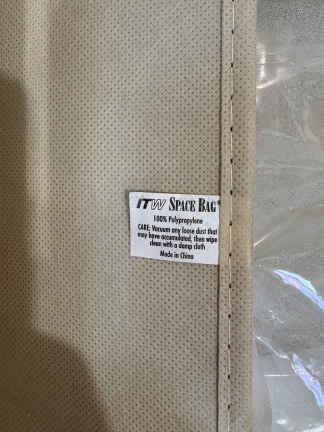 ITW SPACE BAG®
100% Polypropylene
CARE: Vacuum any loose dust that
may have accumulated, then wipe
clean with a damp cloth
Made in China